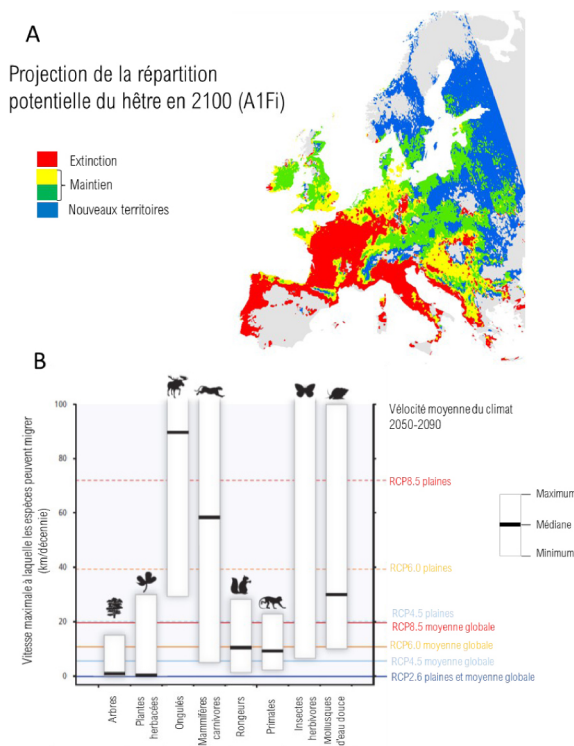 A
Projection de la répartition
potentielle du hêtre en 2100 (A1Fi)
Extinction
Maintien
Nouveaux territoires
B
Vitesse maximale à laquelle les espèces peuvent migrer
(km/décennie)
100
80
60
40
20
0
Vélocité moyenne du climat
2050-2090
RCP8.5 plaines
RCP6.0 plaines
RCP4.5 plaines
RCP8.5 moyenne globale
RCP6.0 moyenne globale
RCP4.5 moyenne globale
RCP2.6 plaines et moyenne globale
Maximum
Médiane
Minimum
Arbres
Plantes
herbacées
Ongulés
Mammifères
carnivores
Rongeurs
Primates
Insectes
herbivores
Mollusques
d'eau douce